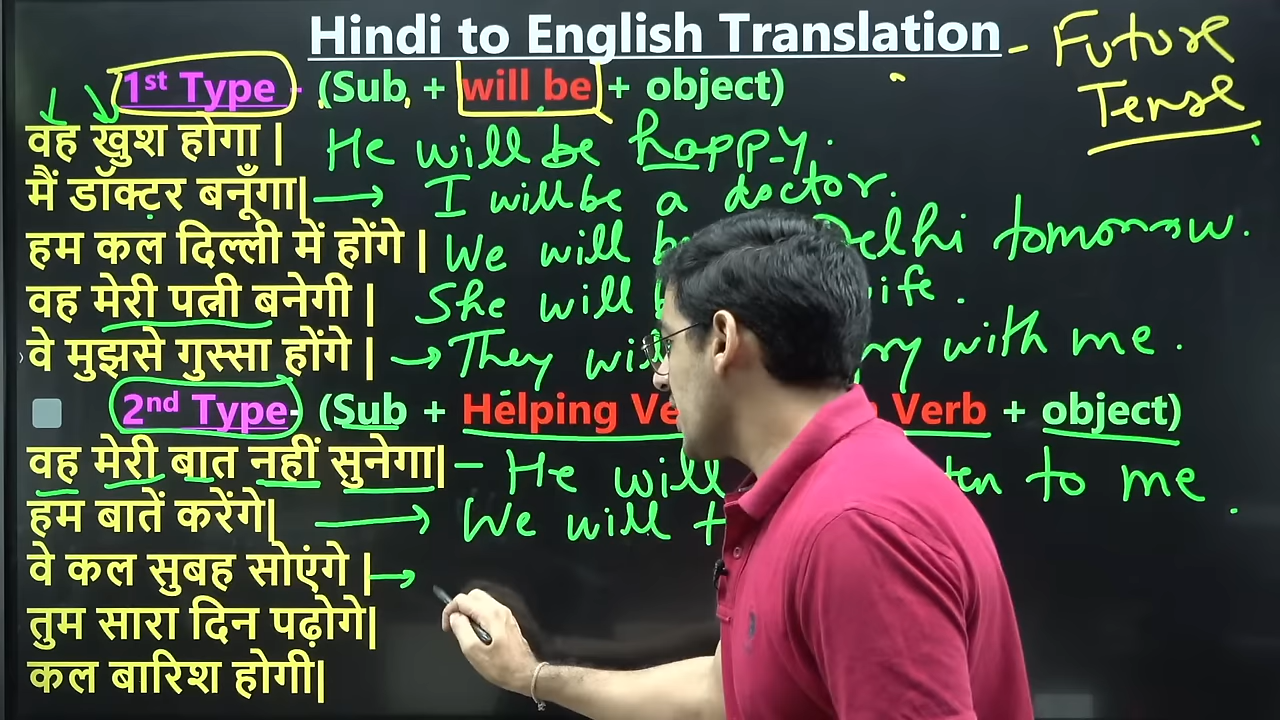 Hindi to English Translation - Future Tense
1st Type - (Sub + will be + object)
वह खुश होगा | He will be happy.
मैं डॉक्टर बनूँगा| → I will be a doctor.
हम कल दिल्ली में होंगे | We will Delhi tomorrow.
वह मेरी पत्नी बनेगी | She will .
वे मुझसे गुस्सा होंगे | → They with me.
2nd Type- (Sub + Helping Verb + object)
वह मेरी बात नहीं सुनेगा| - He will to me.
हम बातें करेंगे| → We will
वे कल सुबह सोएंगे | →
तुम सारा दिन पढ़ोगे|
कल बारिश होगी|